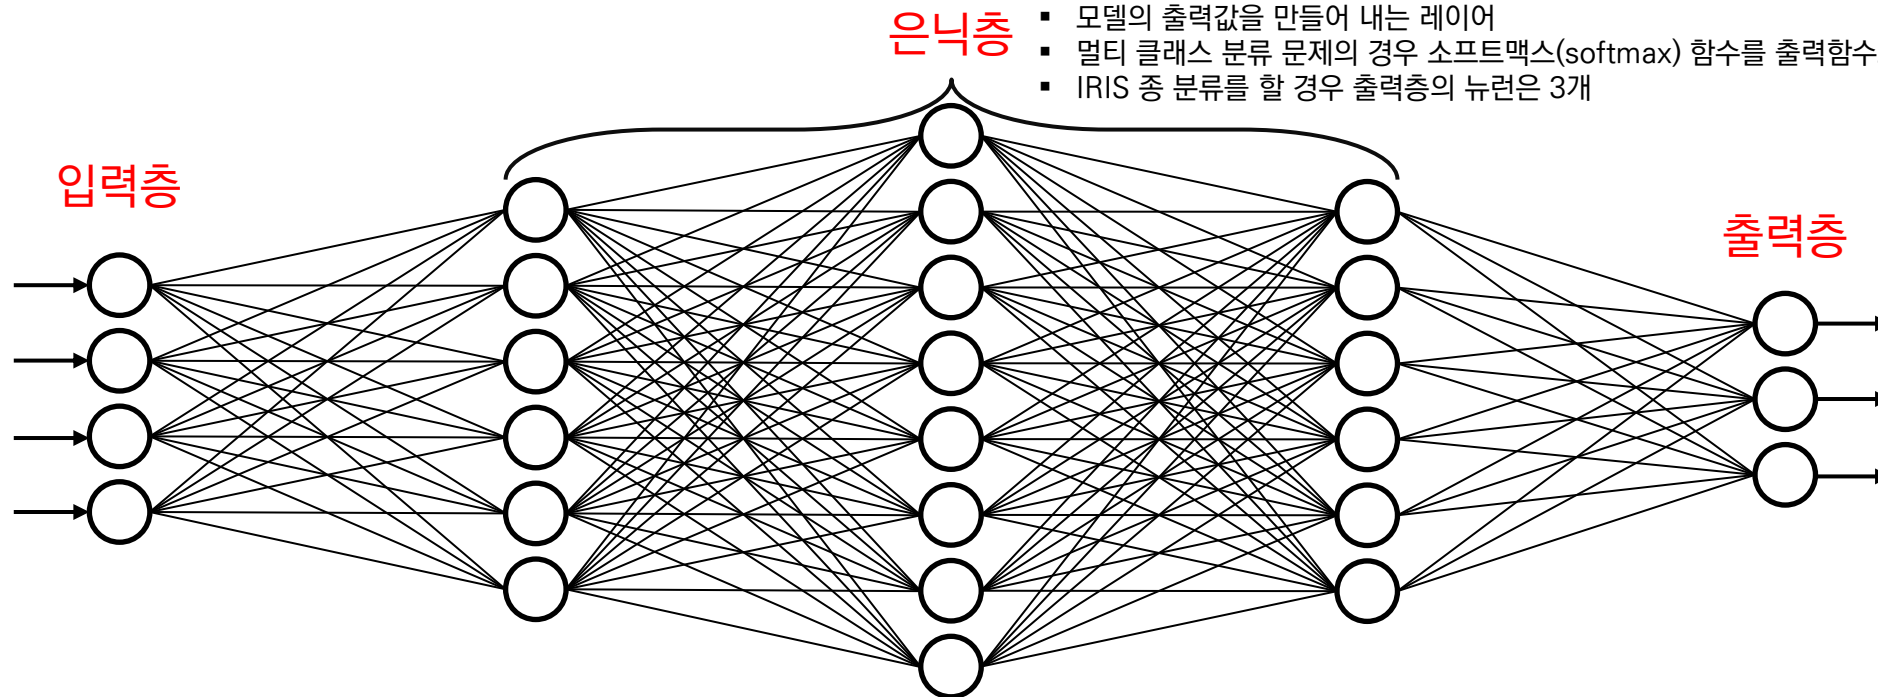 은닉층
▪ 모델의 출력값을 만들어 내는 레이어
▪ 멀티 클래스 분류 문제의 경우 소프트맥스(softmax) 함수를 출력함수
▪ IRIS 종 분류를 할 경우 출력층의 뉴런은 3개
입력층
출력층